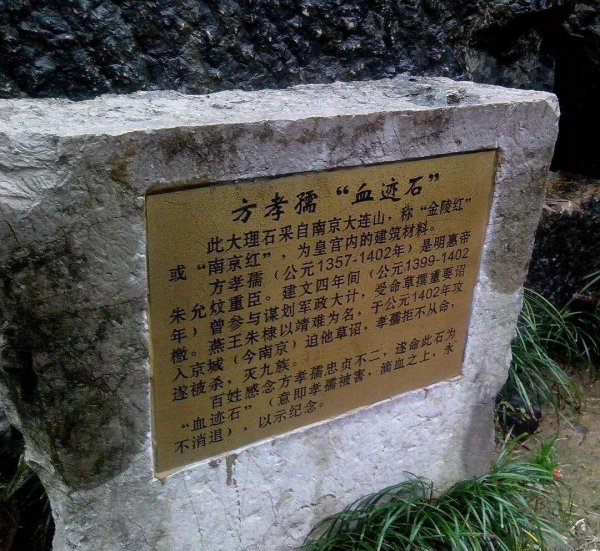 方孝孺“血迹石”
此大理石采自南京大连山，称“金陵红”
或“南京红”，为皇宫内的建筑材料。
方孝孺（公元1357-1402年）是明惠帝
朱允炆重臣。建文四年间（公元1399-1402
年）曾参与谋划军政大计，受命草撰重要诏
檄。燕王朱棣以靖难为名，于公元1402年攻
入京城（今南京）迫他草诏，孝孺拒不从命，
遂被杀，灭九族。
百姓感念方孝孺忠贞不二，遂命此石为
“血迹石”（意即孝孺被害，滴血之上，永
不消退），以示纪念。